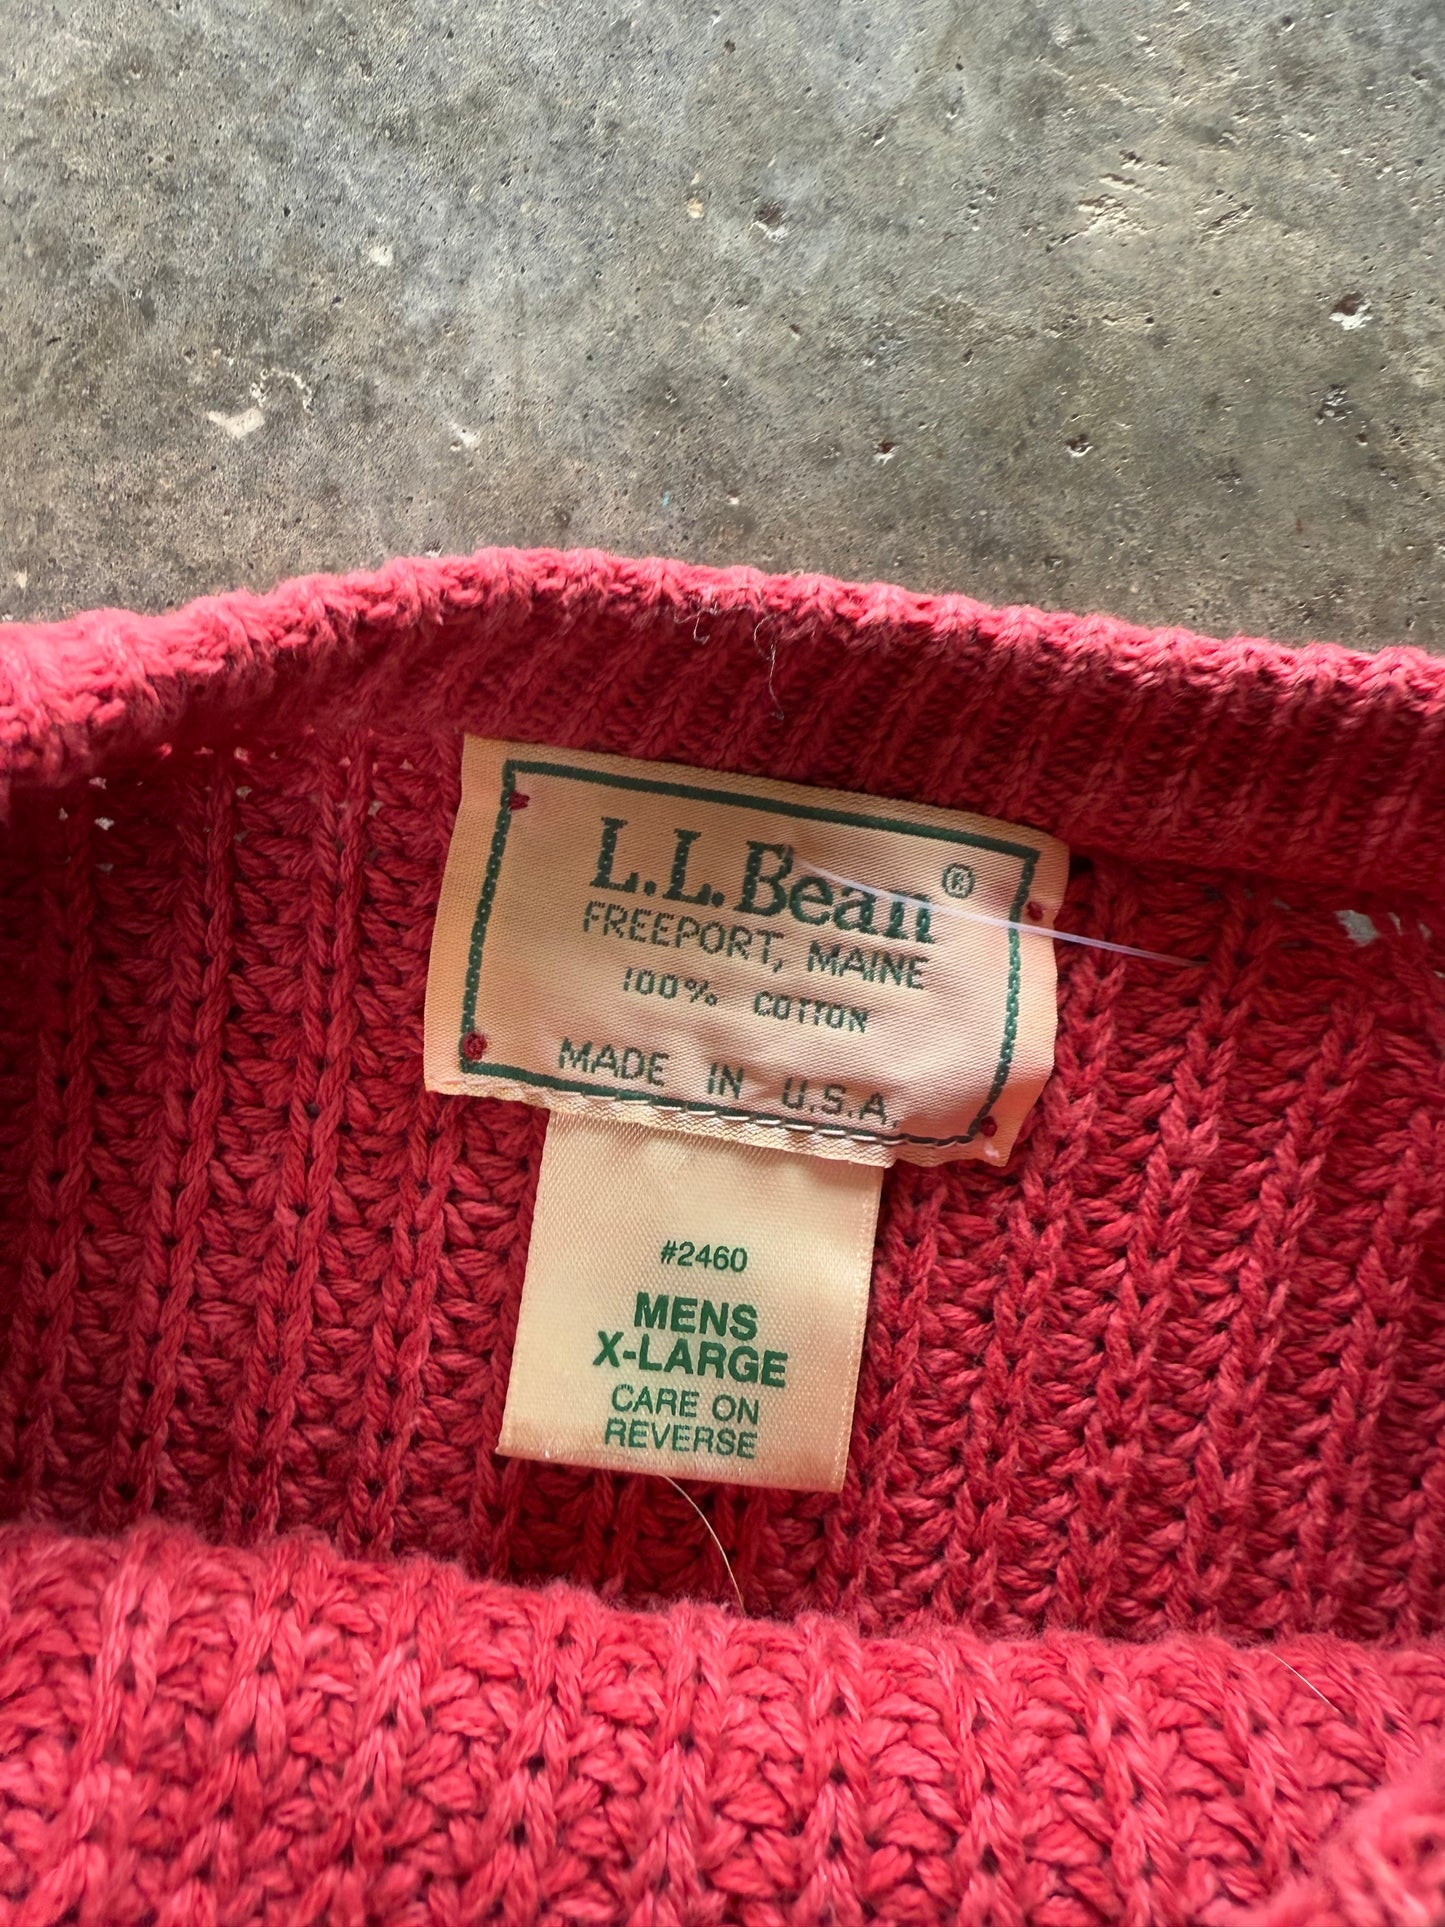 L.L.Bean®
FREEPORT, MAINE
100% COTTON
MADE IN U.S.A.
#2460
MENS
X-LARGE
CARE ON
REVERSE